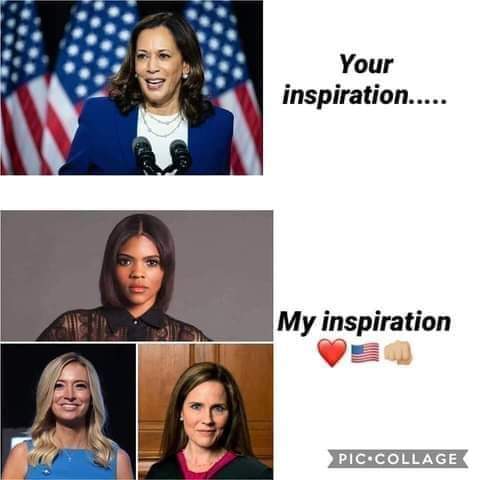 Your
inspiration.....
My inspiration
❤️🇺🇸👊🏼
PIC•COLLAGE